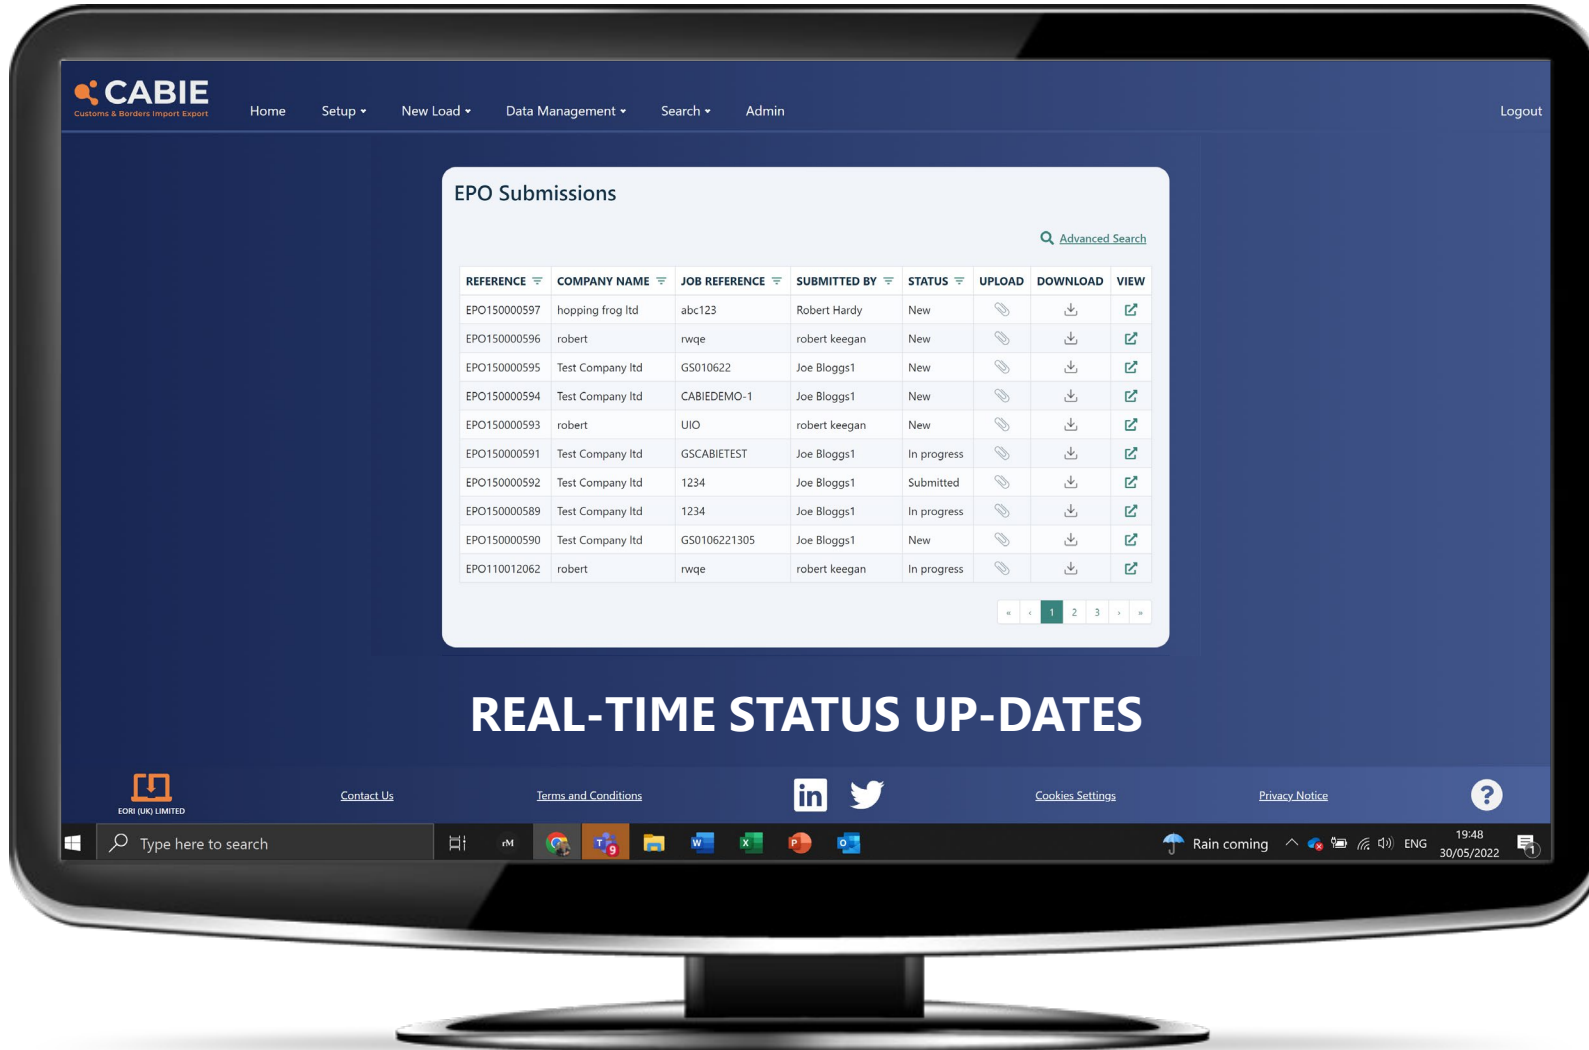 CABIE
Customs & Borders Import Export
Home Setup New Load Data Management Search Admin Logout
EPO Submissions
Advanced Search
REFERENCE COMPANY NAME JOB REFERENCE SUBMITTED BY STATUS UPLOAD DOWNLOAD VIEW
EPO150000597 hopping frog ltd abc123 Robert Hardy New
EPO150000596 robert rwqe robert keegan New
EPO150000595 Test Company ltd GS010622 Joe Bloggs1 New
EPO150000594 Test Company ltd CABIEDEMO-1 Joe Bloggs1 New
EPO150000593 robert UIO robert keegan New
EPO150000591 Test Company ltd GSCABIETEST Joe Bloggs1 In progress
EPO150000592 Test Company ltd 1234 Joe Bloggs1 Submitted
EPO150000589 Test Company ltd 1234 Joe Bloggs1 In progress
EPO150000590 Test Company ltd GS0106221305 Joe Bloggs1 New
EPO110012062 robert rwqe robert keegan In progress
« ‹ 1 2 3 › »
REAL-TIME STATUS UP-DATES
EORI (UK) LIMITED
Contact Us Terms and Conditions in Cookies Settings Privacy Notice ?
Type here to search rM T 9 W X P O Rain coming ENG 19:48 1
30/05/2022